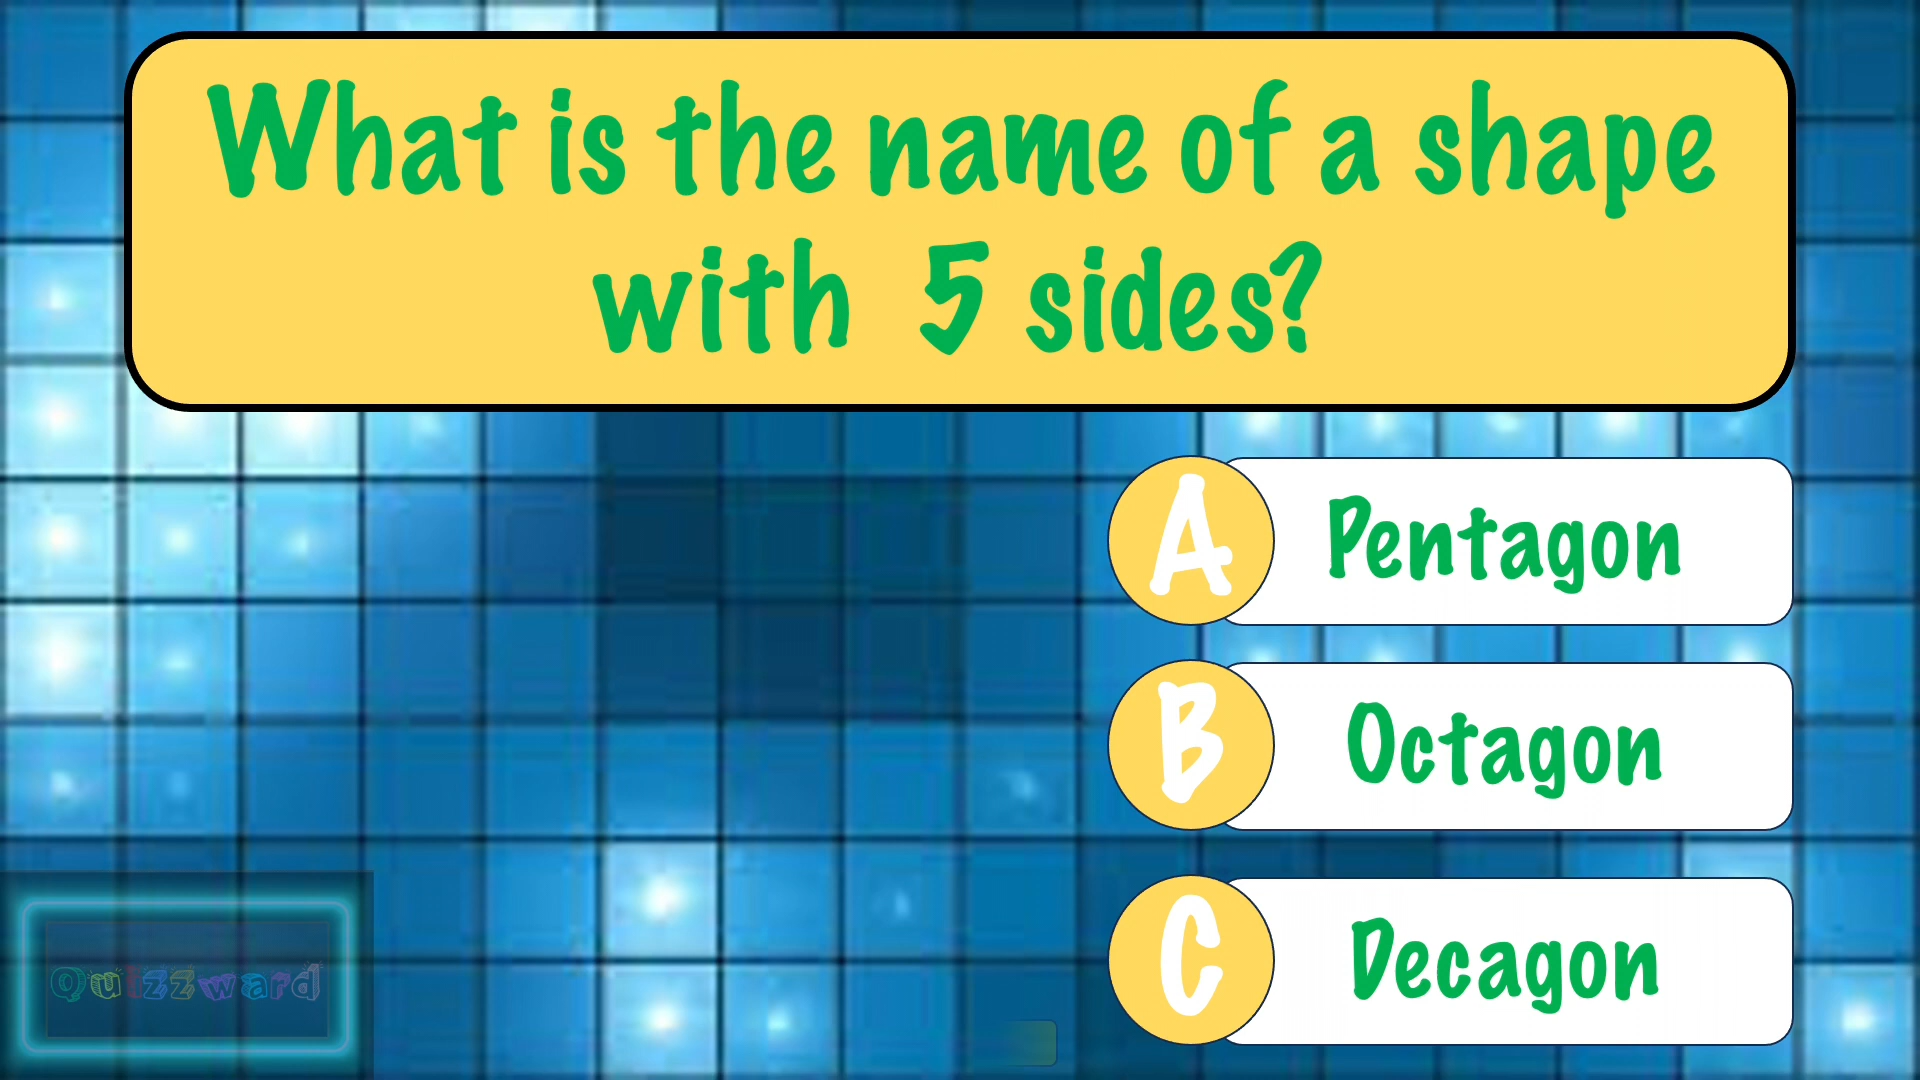 What is the name of a shape
with 5 sides?
A Pentagon
B Octagon
C Decagon
Quizzward